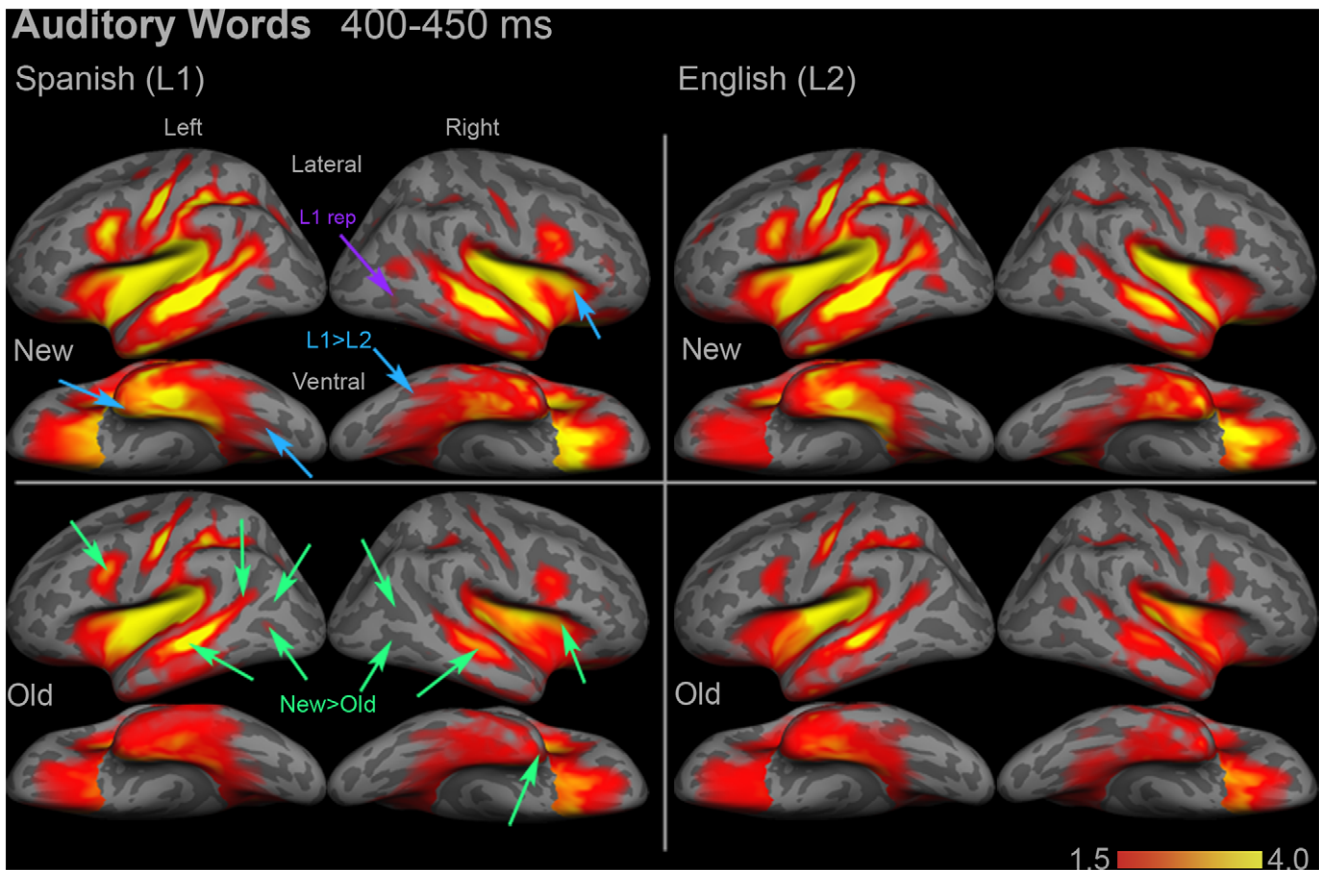 Auditory Words 400-450 ms
Spanish (L1)
English (L2)
Left
Right
Lateral
L1 rep
New
L1>L2
Ventral
New
Old
New>Old
Old
1.5
4.0